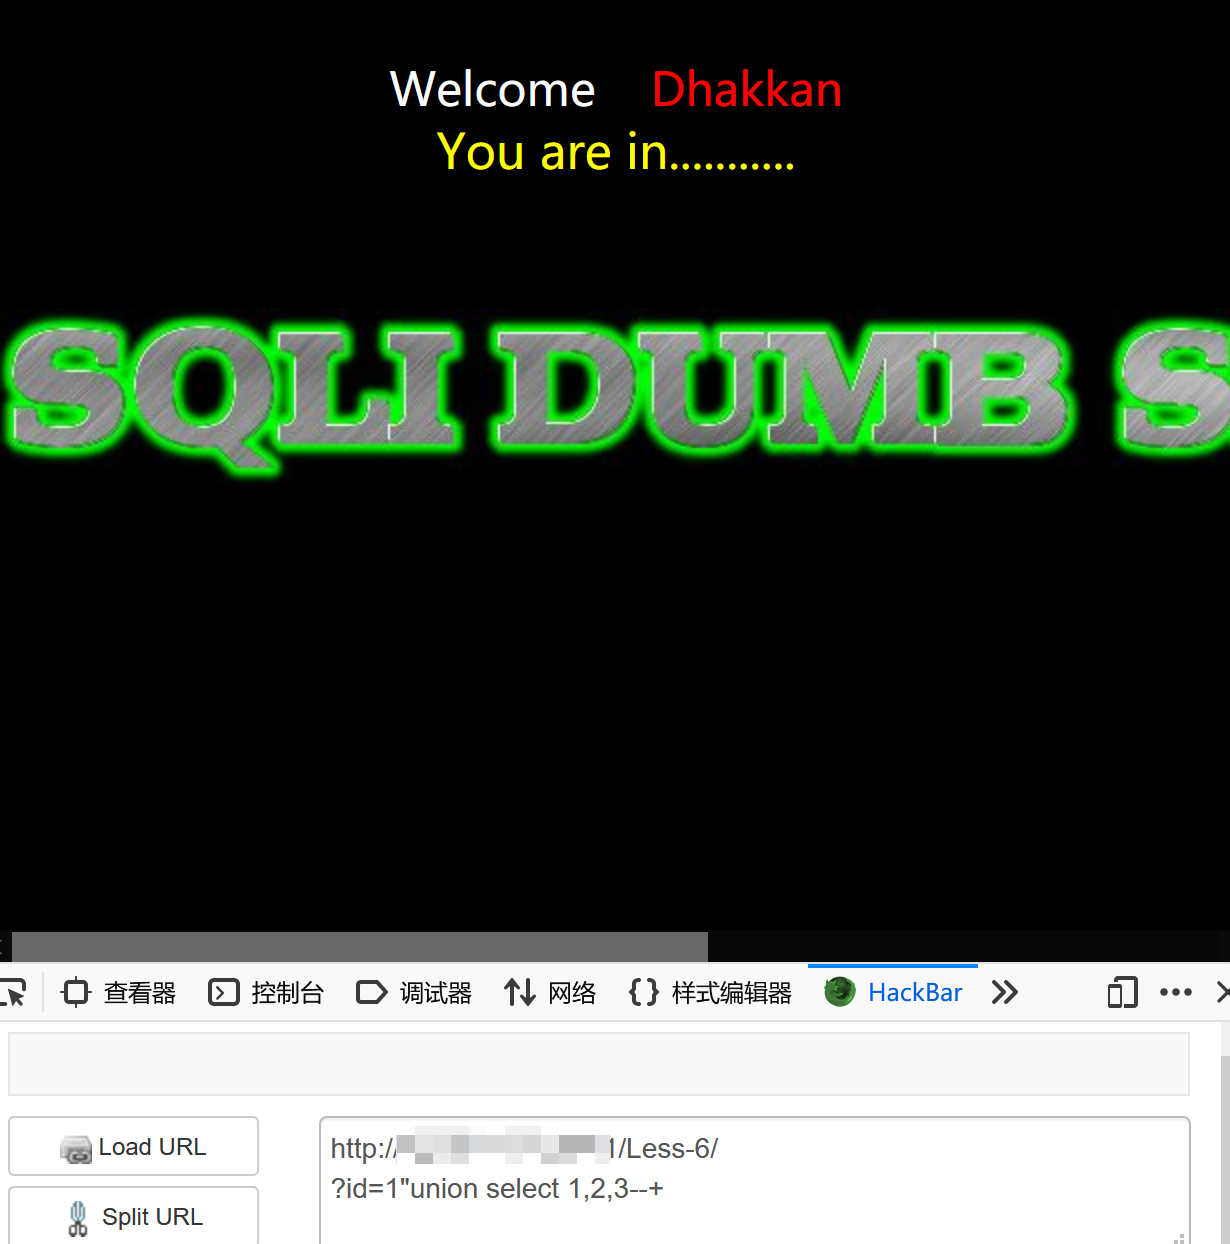 Welcome Dhakkan
You are in...........
SQLI DUMB S
查看器 控制台 调试器 网络 {} 样式编辑器 HackBar
Load URL
http:// 1/Less-6/
?id=1"union select 1,2,3--+
Split URL